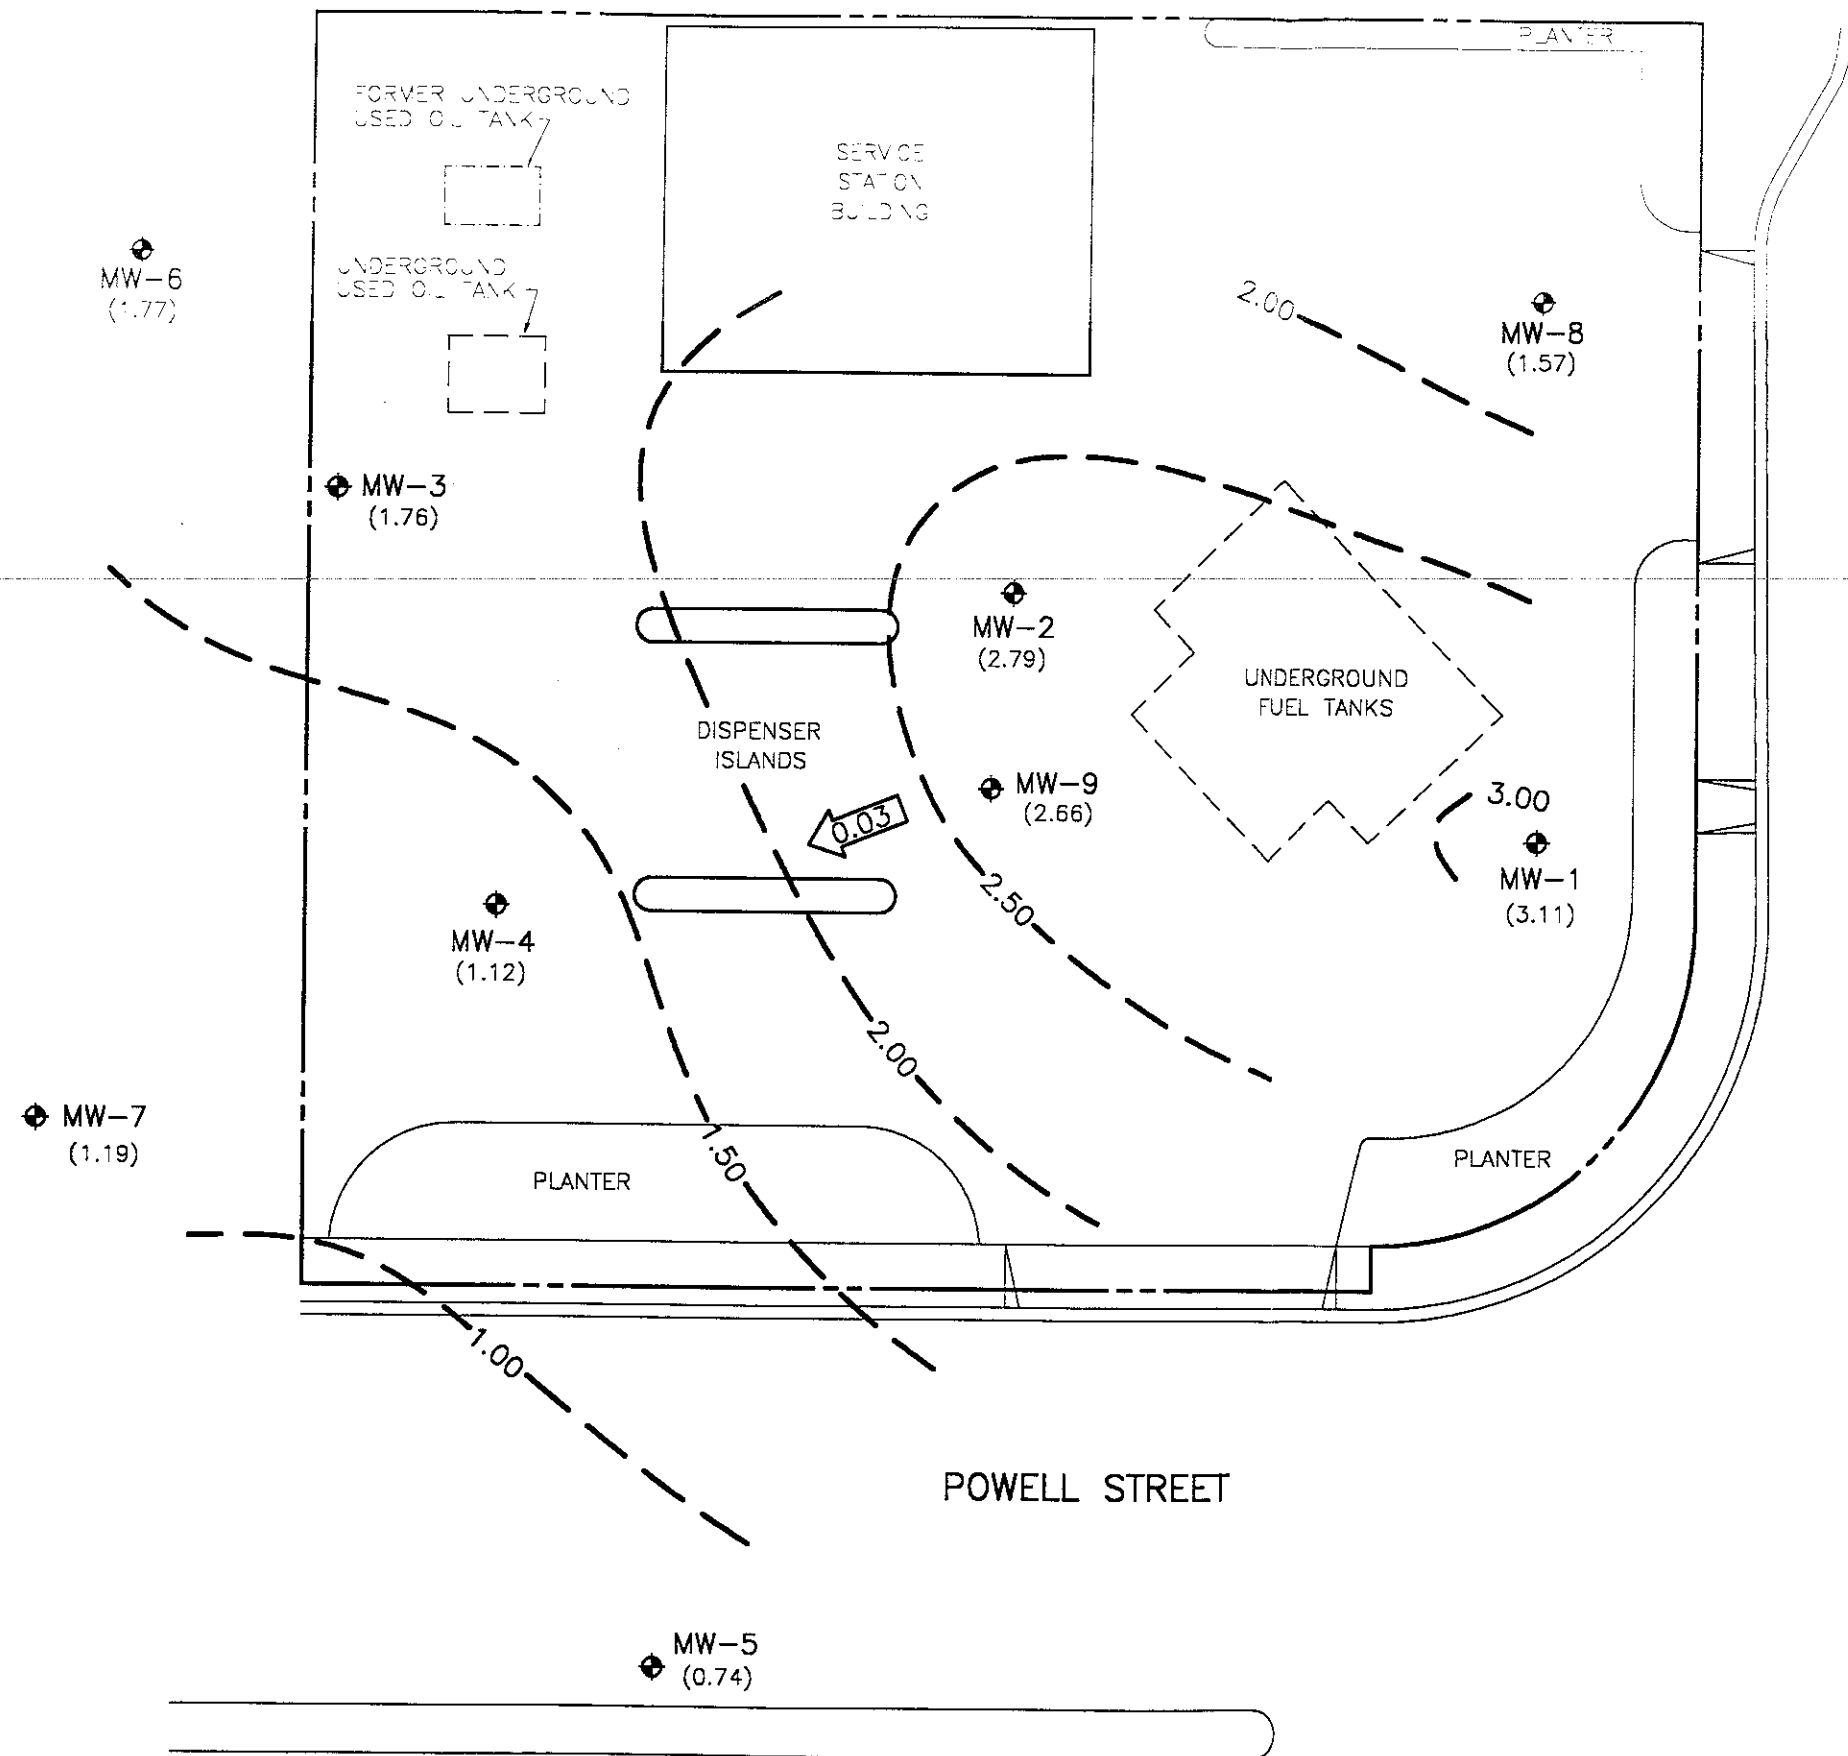 PLANTER
FORMER UNDERGROUND
USED OIL TANK
SERVICE
STATION
BUILDING
MW-6
(1.77)
UNDERGROUND
USED OIL TANK
2.00
MW-8
(1.57)
MW-3
(1.76)
MW-2
(2.79)
UNDERGROUND
FUEL TANKS
DISPENSER
ISLANDS
MW-9
(2.66)
3.00
0.03
MW-1
(3.11)
2.50
MW-4
(1.12)
2.00
MW-7
(1.19)
1.50
PLANTER
PLANTER
1.00
POWELL STREET
MW-5
(0.74)